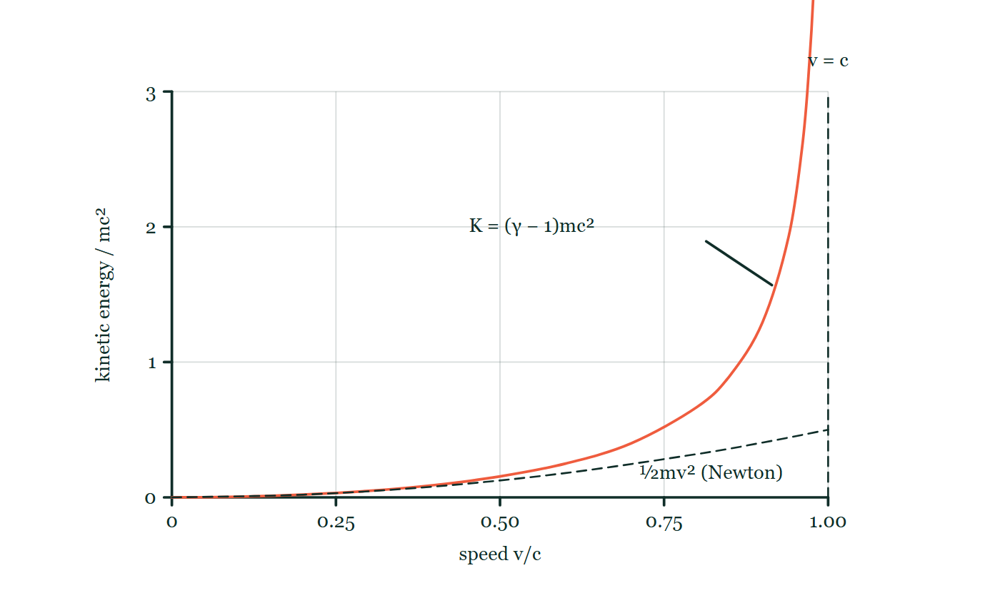 v = c
3
K = (γ − 1)mc²
2
kinetic energy / mc²
1
½mv² (Newton)
0
0 0.25 0.50 0.75 1.00
speed v/c